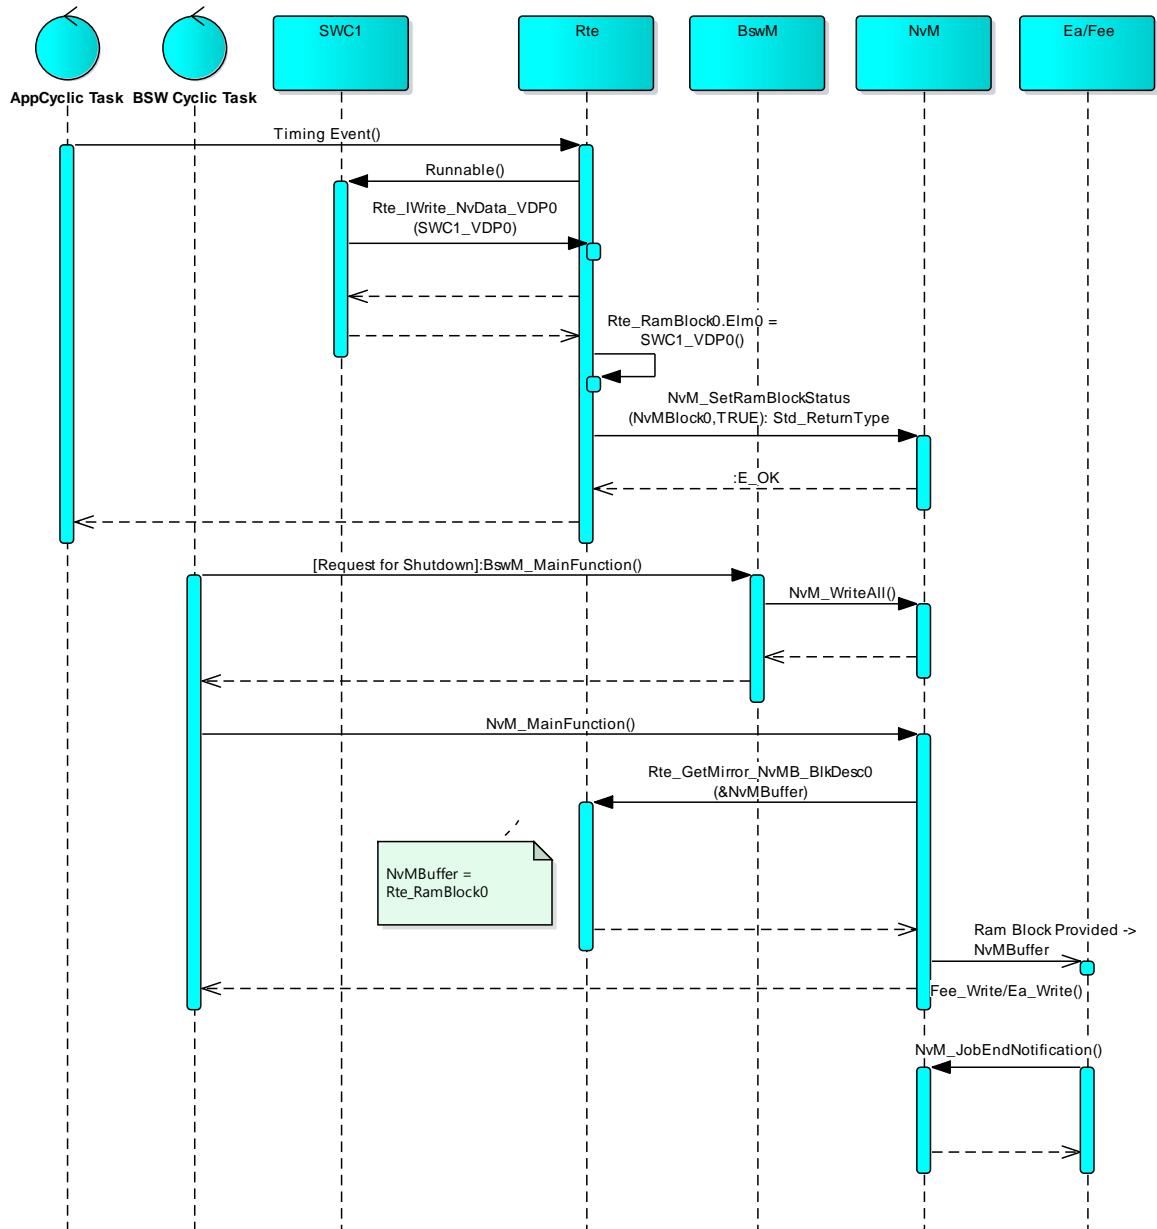 SWC1
Rte
BswM
NvM
Ea/Fee
AppCyclic Task
BSW Cyclic Task
Timing Event()
Runnable()
Rte_IWrite_NvData_VDP0
(SWC1_VDP0)
Rte_RamBlock0.Elm0 =
SWC1_VDP0()
NvM_SetRamBlockStatus
(NvMBlock0,TRUE): Std_ReturnType
:E_OK
[Request for Shutdown]:BswM_MainFunction()
NvM_WriteAll()
NvM_MainFunction()
Rte_GetMirror_NvMB_BlkDesc0
(&NvMBuffer)
NvMBuffer =
Rte_RamBlock0
Ram Block Provided ->
NvMBuffer
Fee_Write/Ea_Write()
NvM_JobEndNotification()